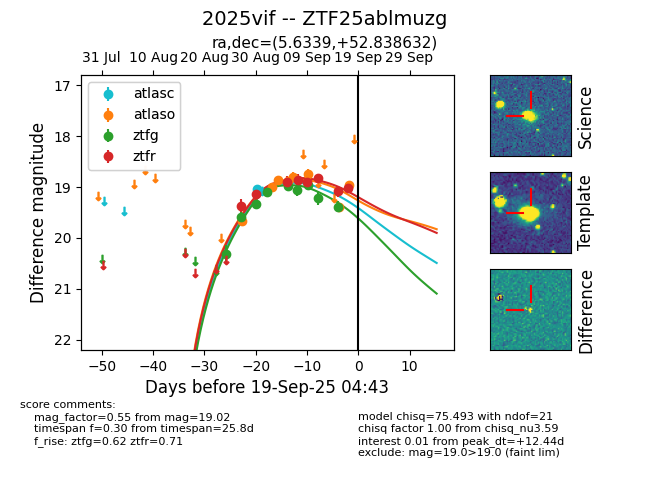 2025vif -- ZTF25ablmuzg
ra,dec=(5.6339,+52.838632)
31 Jul 10 Aug 20 Aug 30 Aug 09 Sep 19 Sep 29 Sep
17
18
19
20
21
22
Difference magnitude
atlasc
atlaso
ztfg
ztfr
−50 −40 −30 −20 −10 0 10
Days before 19-Sep-25 04:43
Science
Template
Difference
score comments:
mag_factor=0.55 from mag=19.02
timespan f=0.30 from timespan=25.8d
f_rise: ztfg=0.62 ztfr=0.71
model chisq=75.493 with ndof=21
chisq factor 1.00 from chisq_nu3.59
interest 0.01 from peak_dt=+12.44d
exclude: mag=19.0>19.0 (faint lim)